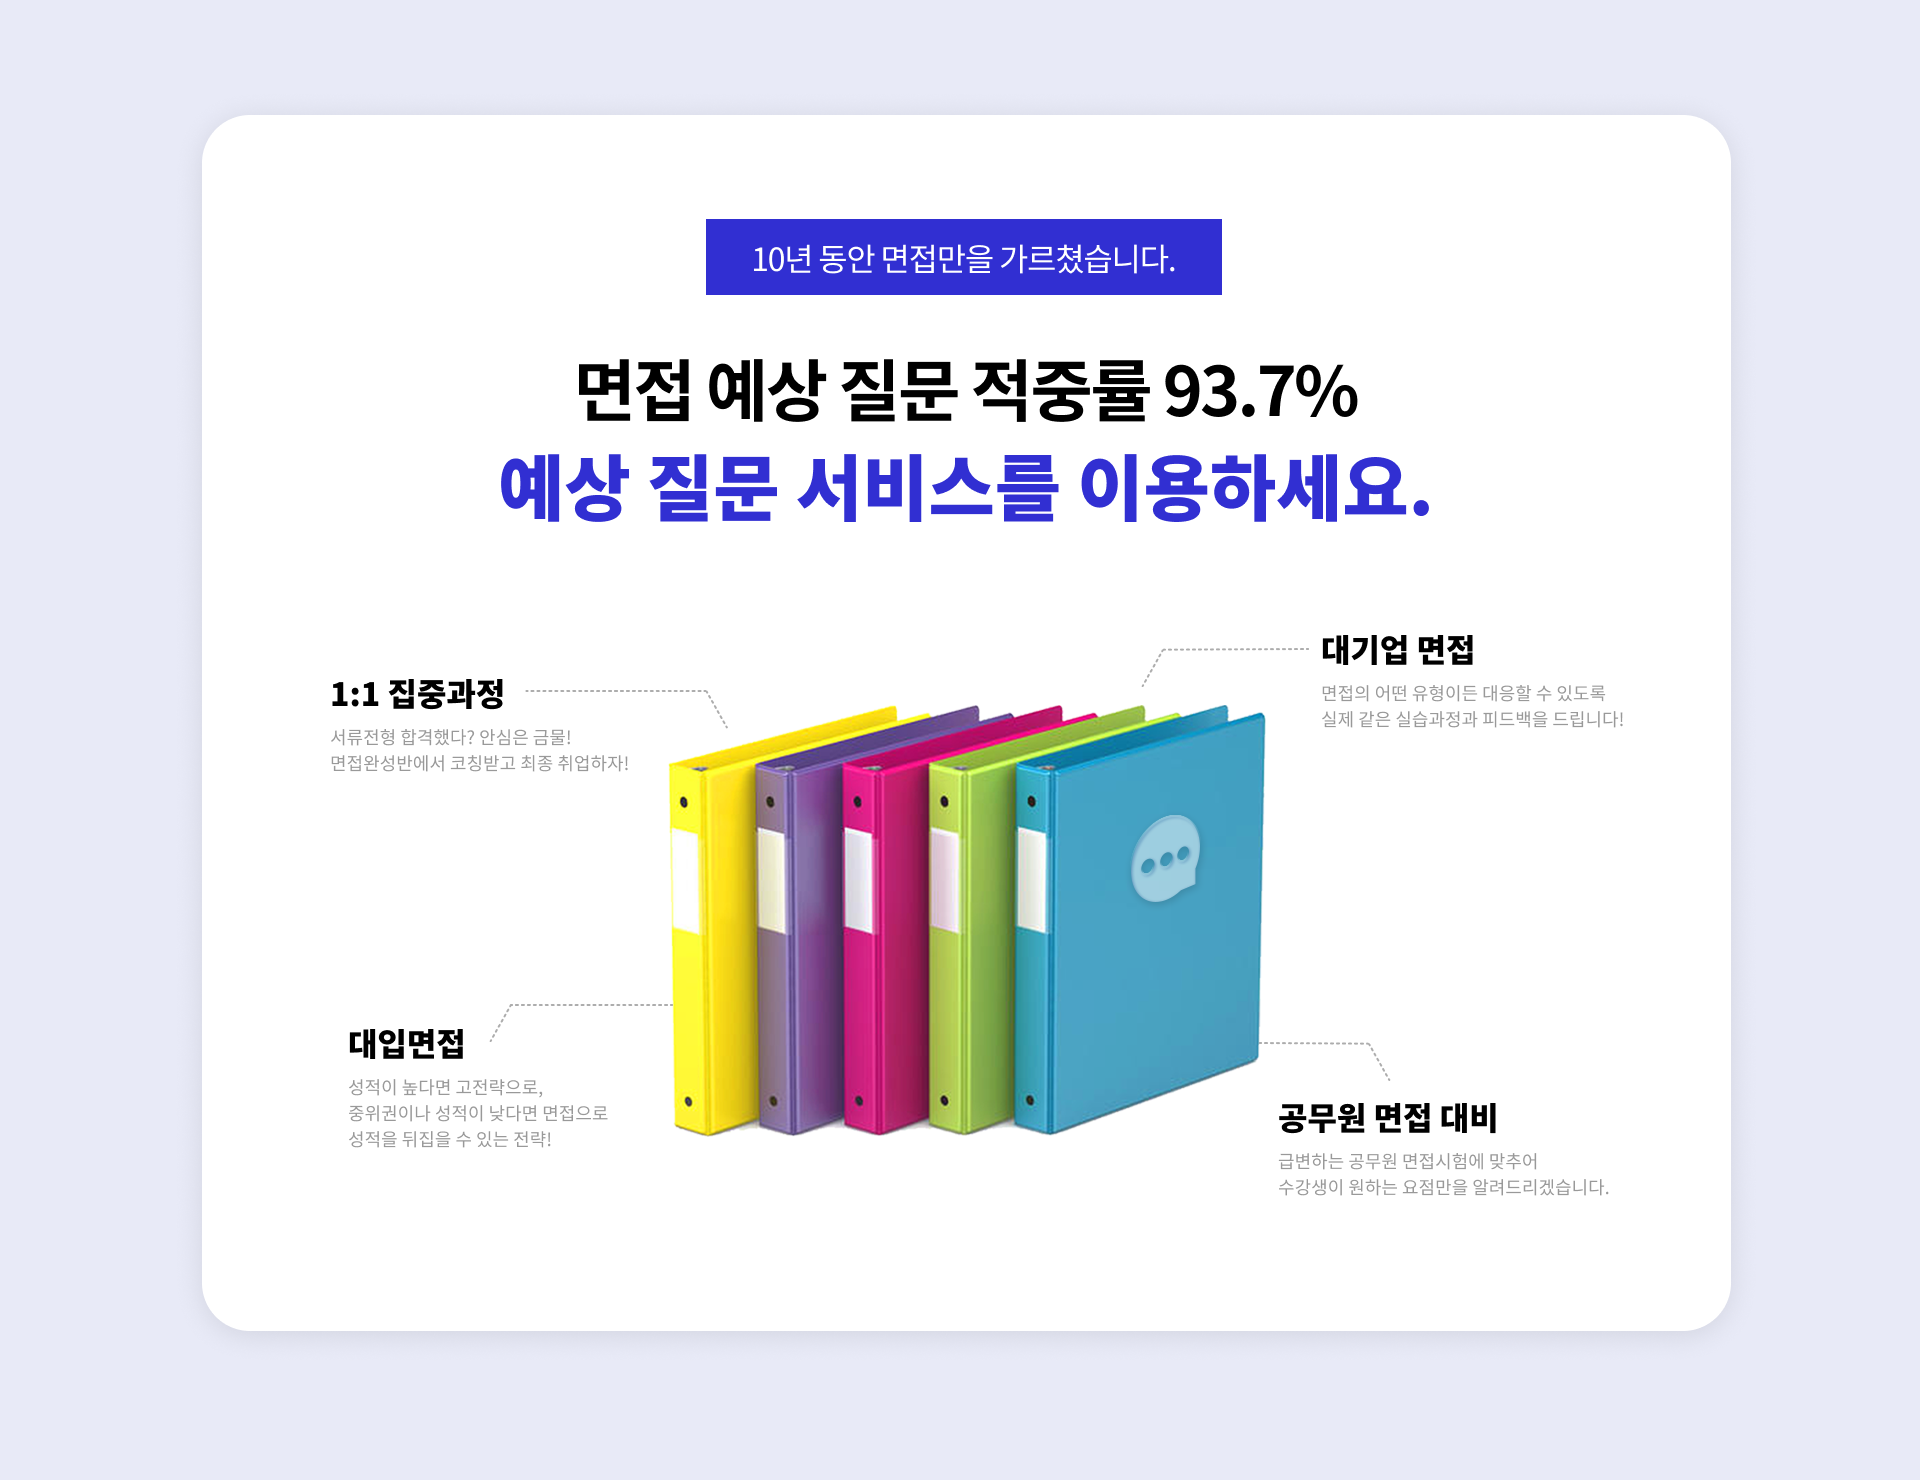 10년 동안 면접만을 가르쳤습니다.
면접 예상 질문 적중률 93.7%
예상 질문 서비스를 이용하세요.
대기업 면접
면접의 어떤 유형이든 대응할 수 있도록
실제 같은 실습과정과 피드백을 드립니다!
1:1 집중과정
서류전형 합격했다? 안심은 금물!
면접완성반에서 코칭받고 최종 취업하자!
대입면접
성적이 높다면 고전략으로,
중위권이나 성적이 낮다면 면접으로
성적을 뒤집을 수 있는 전략!
공무원 면접 대비
급변하는 공무원 면접시험에 맞추어
수강생이 원하는 요점만을 알려드리겠습니다.